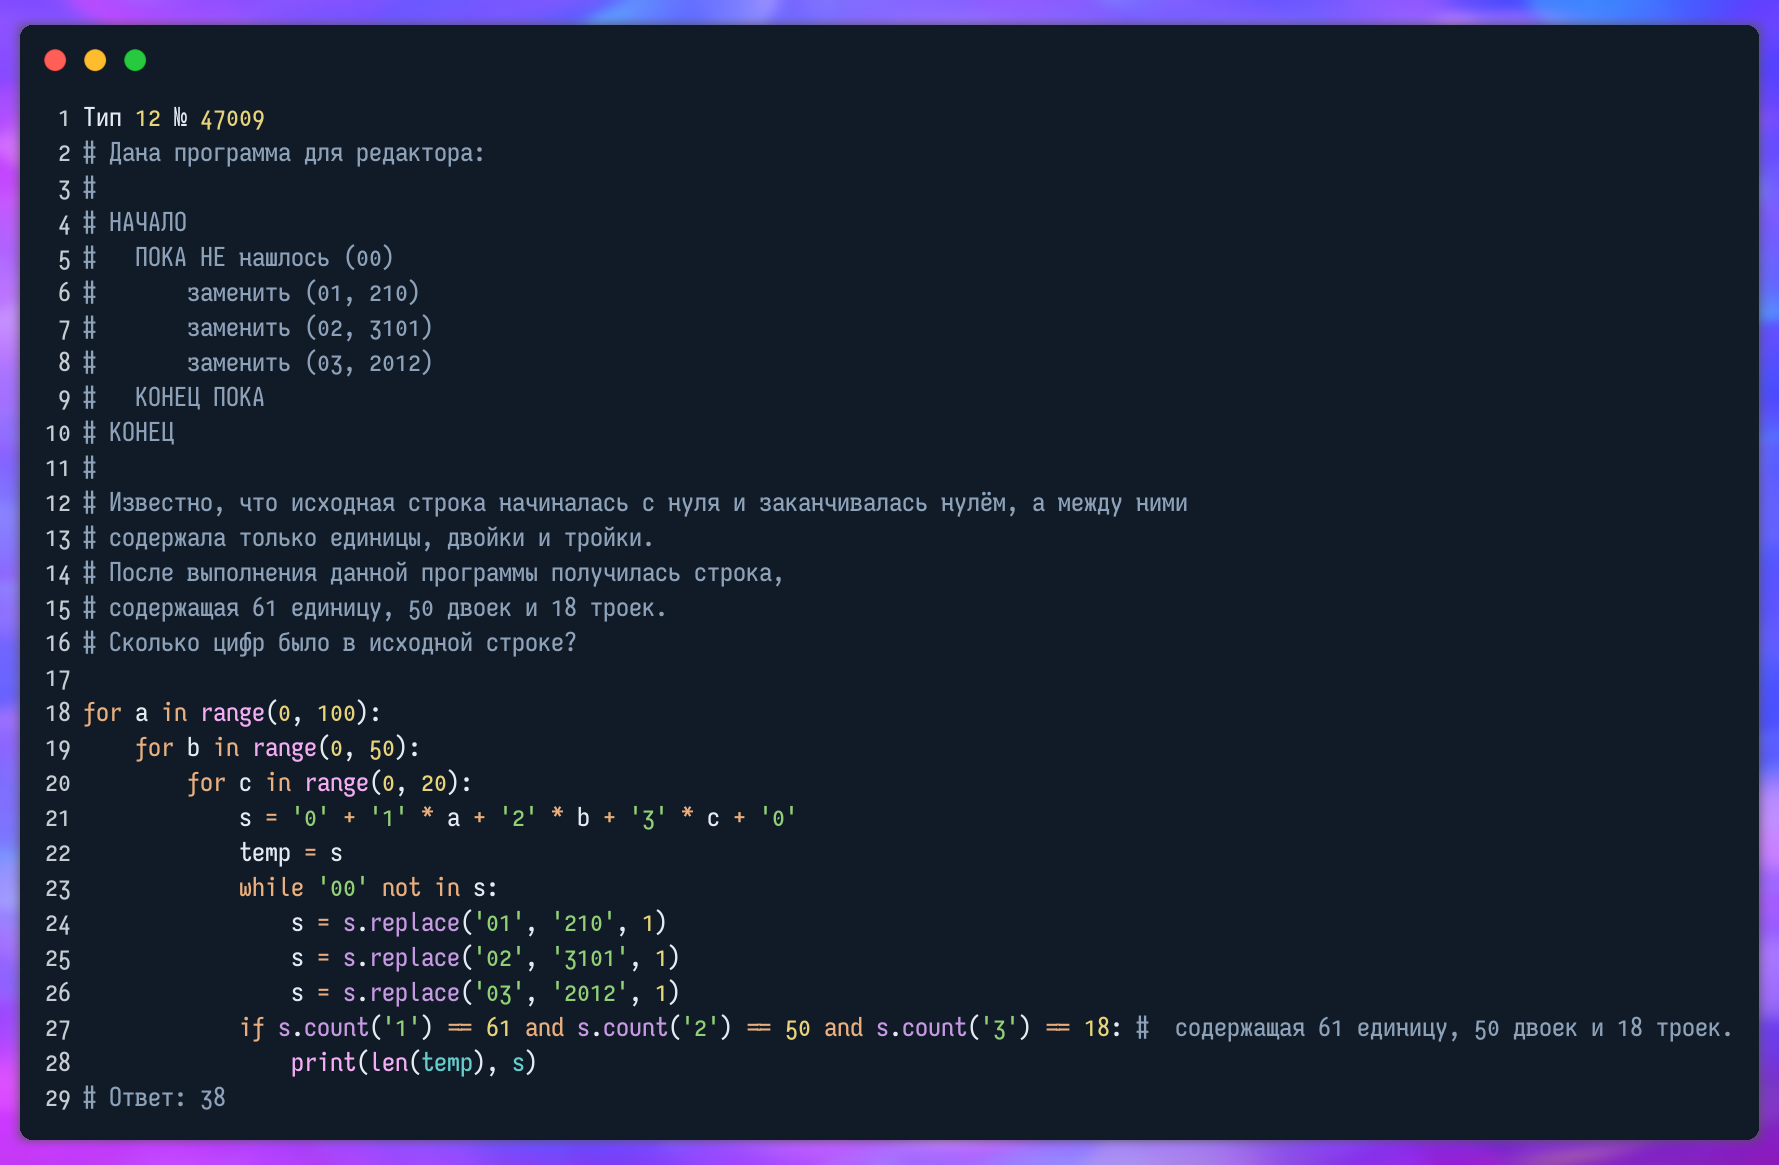 1 Тип 12 № 47009
2 # Дана программа для редактора:
3 #
4 # НАЧАЛО
5 #   ПОКА НЕ нашлось (00)
6 #       заменить (01, 210)
7 #       заменить (02, 3101)
8 #       заменить (03, 2012)
9 #   КОНЕЦ ПОКА
10 # КОНЕЦ
11 #
12 # Известно, что исходная строка начиналась с нуля и заканчивалась нулём, а между ними
13 # содержала только единицы, двойки и тройки.
14 # После выполнения данной программы получилась строка,
15 # содержащая 61 единицу, 50 двоек и 18 троек.
16 # Сколько цифр было в исходной строке?
17
18 for a in range(0, 100):
19     for b in range(0, 50):
20         for c in range(0, 20):
21             s = '0' + '1' * a + '2' * b + '3' * c + '0'
22             temp = s
23             while '00' not in s:
24                 s = s.replace('01', '210', 1)
25                 s = s.replace('02', '3101', 1)
26                 s = s.replace('03', '2012', 1)
27             if s.count('1') == 61 and s.count('2') == 50 and s.count('3') == 18: #  содержащая 61 единицу, 50 двоек и 18 троек.
28                 print(len(temp), s)
29 # Ответ: 38